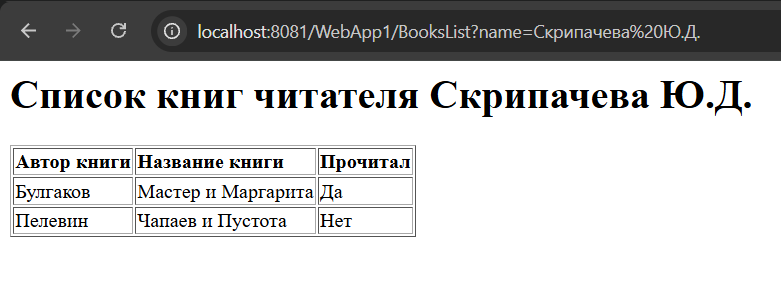 localhost:8081/WebApp1/BooksList?name=Скрипачева%20Ю.Д.
Список книг читателя Скрипачева Ю.Д.
Автор книги Название книги Прочитал
Булгаков Мастер и Маргарита Да
Пелевин Чапаев и Пустота Нет